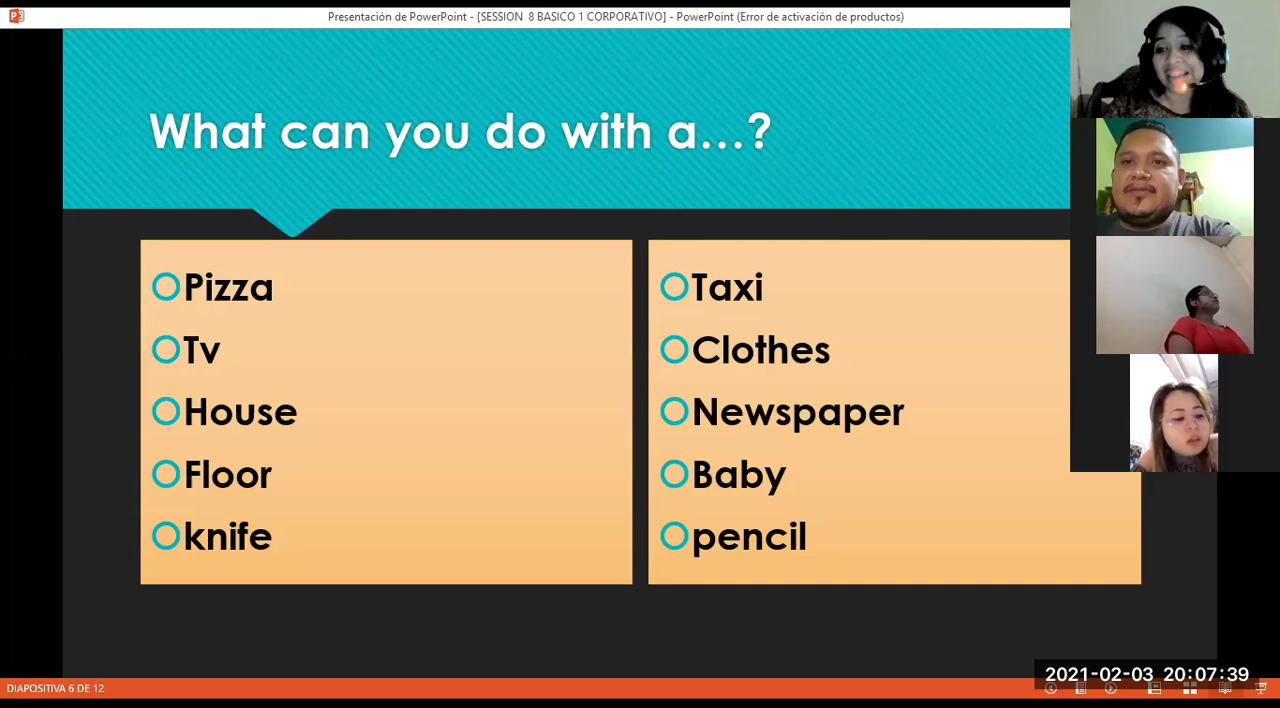 Presentación de PowerPoint - [SESSION  8 BASICO 1 CORPORATIVO] - PowerPoint (Error de activación de productos)
What can you do with a...?
Pizza
Tv
House
Floor
knife
Taxi
Clothes
Newspaper
Baby
pencil
2021-02-03  20:07:39
DIAPOSITIVA 6 DE 12